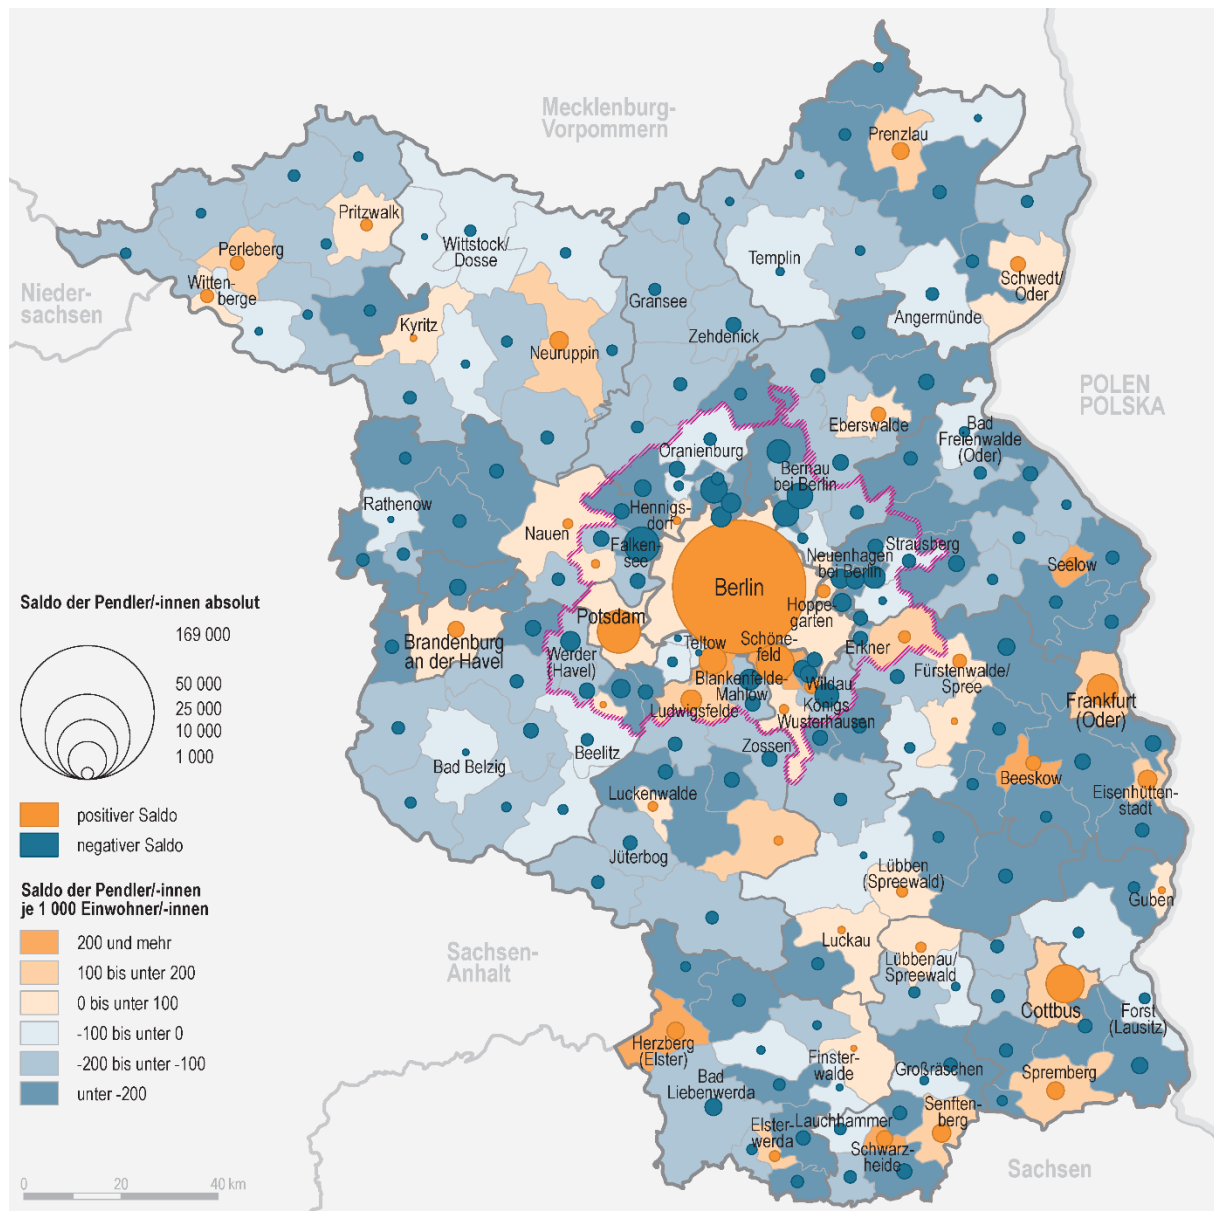 Mecklenburg-
Vorpommern
Prenzlau
Pritzwalk
Perleberg
Wittstock/
Dosse
Templin
Schwedt/
Oder
Nieder-
sachsen
Witten-
berge
Gransee
Angermünde
Kyritz
Neuruppin
Zehdenick
POLEN
POLSKA
Eberswalde
Bad
Freienwalde
(Oder)
Oranienburg
Bernau
bei Berlin
Rathenow
Hennigs-
dorf
Nauen
Falken-
see
Neuenhagen
bei Berlin
Strausberg
Seelow
Berlin
Hoppe-
garten
Potsdam
Brandenburg
an der Havel
Werder
(Havel)
Teltow
Schöne-
feld
Erkner
Fürstenwalde/
Spree
Blankenfelde-
Mahlow
Wildau
Königs
Wusterhausen
Ludwigsfelde
Frankfurt
(Oder)
Zossen
Beelitz
Bad Belzig
Beeskow
Eisenhütten-
stadt
Luckenwalde
Jüterbog
Lübben
(Spreewald)
Guben
Luckau
Lübbenau/
Spreewald
Sachsen-
Anhalt
Cottbus
Forst
(Lausitz)
Herzberg
(Elster)
Finster-
walde
Großräschen
Spremberg
Bad
Liebenwerda
Senften-
berg
Elster-
werda
Lauchhammer
Schwarz-
heide
Sachsen
Saldo der Pendler/-innen absolut
169 000
50 000
25 000
10 000
1 000
positiver Saldo
negativer Saldo
Saldo der Pendler/-innen
je 1 000 Einwohner/-innen
200 und mehr
100 bis unter 200
0 bis unter 100
-100 bis unter 0
-200 bis unter -100
unter -200
0 20 40 km